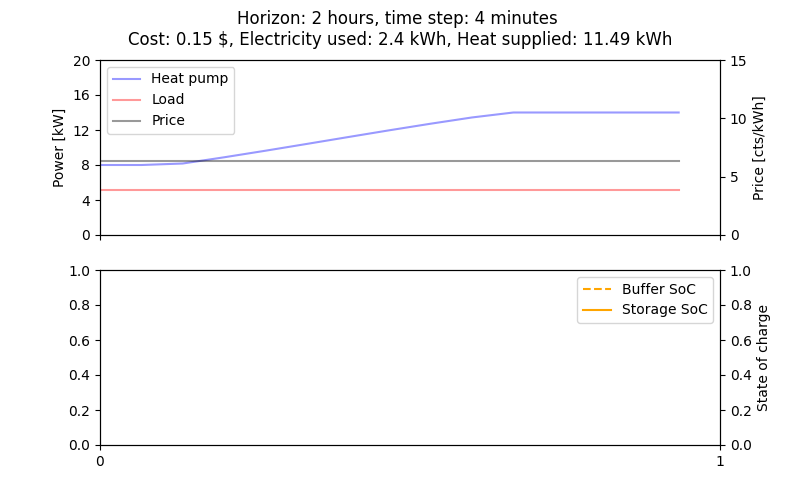 Horizon: 2 hours, time step: 4 minutes
Cost: 0.15 $, Electricity used: 2.4 kWh, Heat supplied: 11.49 kWh
Power [kW]
20
16
12
8
4
0
Heat pump
Load
Price
15
10
5
0
Price [cts/kWh]
1.0
0.8
0.6
0.4
0.2
0.0
Buffer SoC
Storage SoC
1.0
0.8
0.6
0.4
0.2
0.0
State of charge
0
1